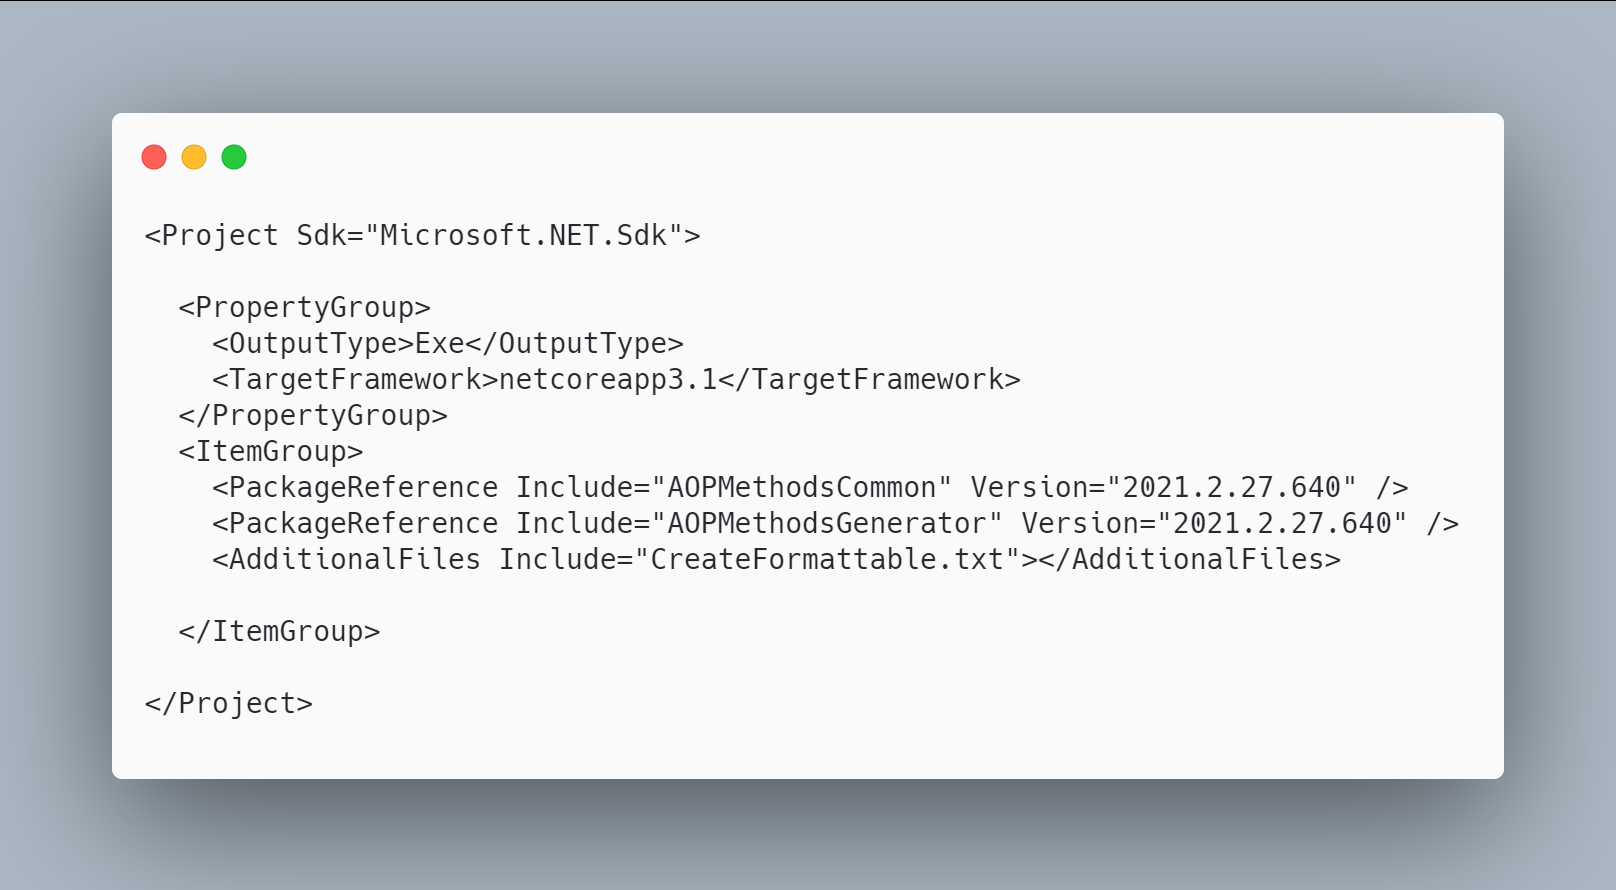 <Project Sdk="Microsoft.NET.Sdk">
<PropertyGroup>
<OutputType>Exe</OutputType>
<TargetFramework>netcoreapp3.1</TargetFramework>
</PropertyGroup>
<ItemGroup>
<PackageReference Include="AOPMethodsCommon" Version="2021.2.27.640" />
<PackageReference Include="AOPMethodsGenerator" Version="2021.2.27.640" />
<AdditionalFiles Include="CreateFormattable.txt"></AdditionalFiles>
</ItemGroup>
</Project>